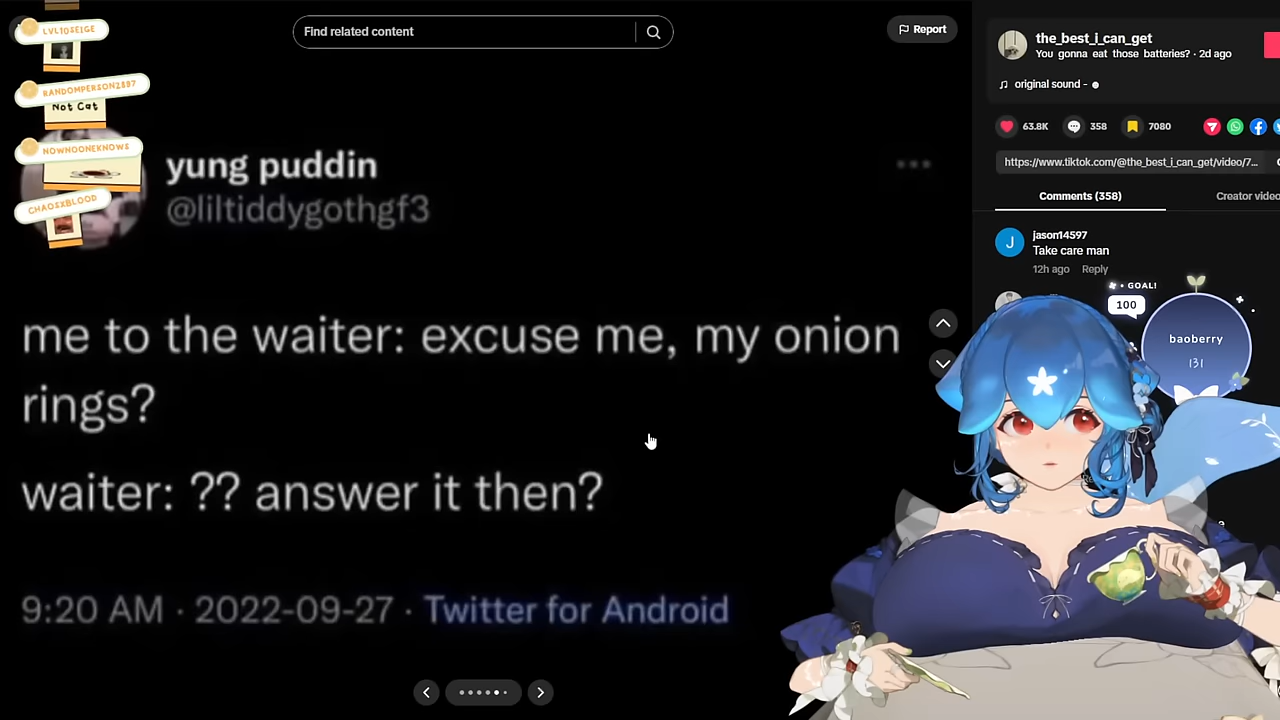 LVL10SEIGE
RANDOMPERSON2887
Not Cat
NOWNOONEKNOWS
CHAOSXBLOOD
Find related content
Report
yung puddin
@liltiddygothgf3
me to the waiter: excuse me, my onion
rings?
waiter: ?? answer it then?
9:20 AM · 2022-09-27 · Twitter for Android
the_best_i_can_get
You gonna eat those batteries? · 2d ago
original sound -
63.8K
358
7080
https://www.tiktok.com/@the_best_i_can_get/video/7...
Comments (358)
Creator video
J
jason14597
Take care man
12h ago Reply
GOAL!
100
baoberry